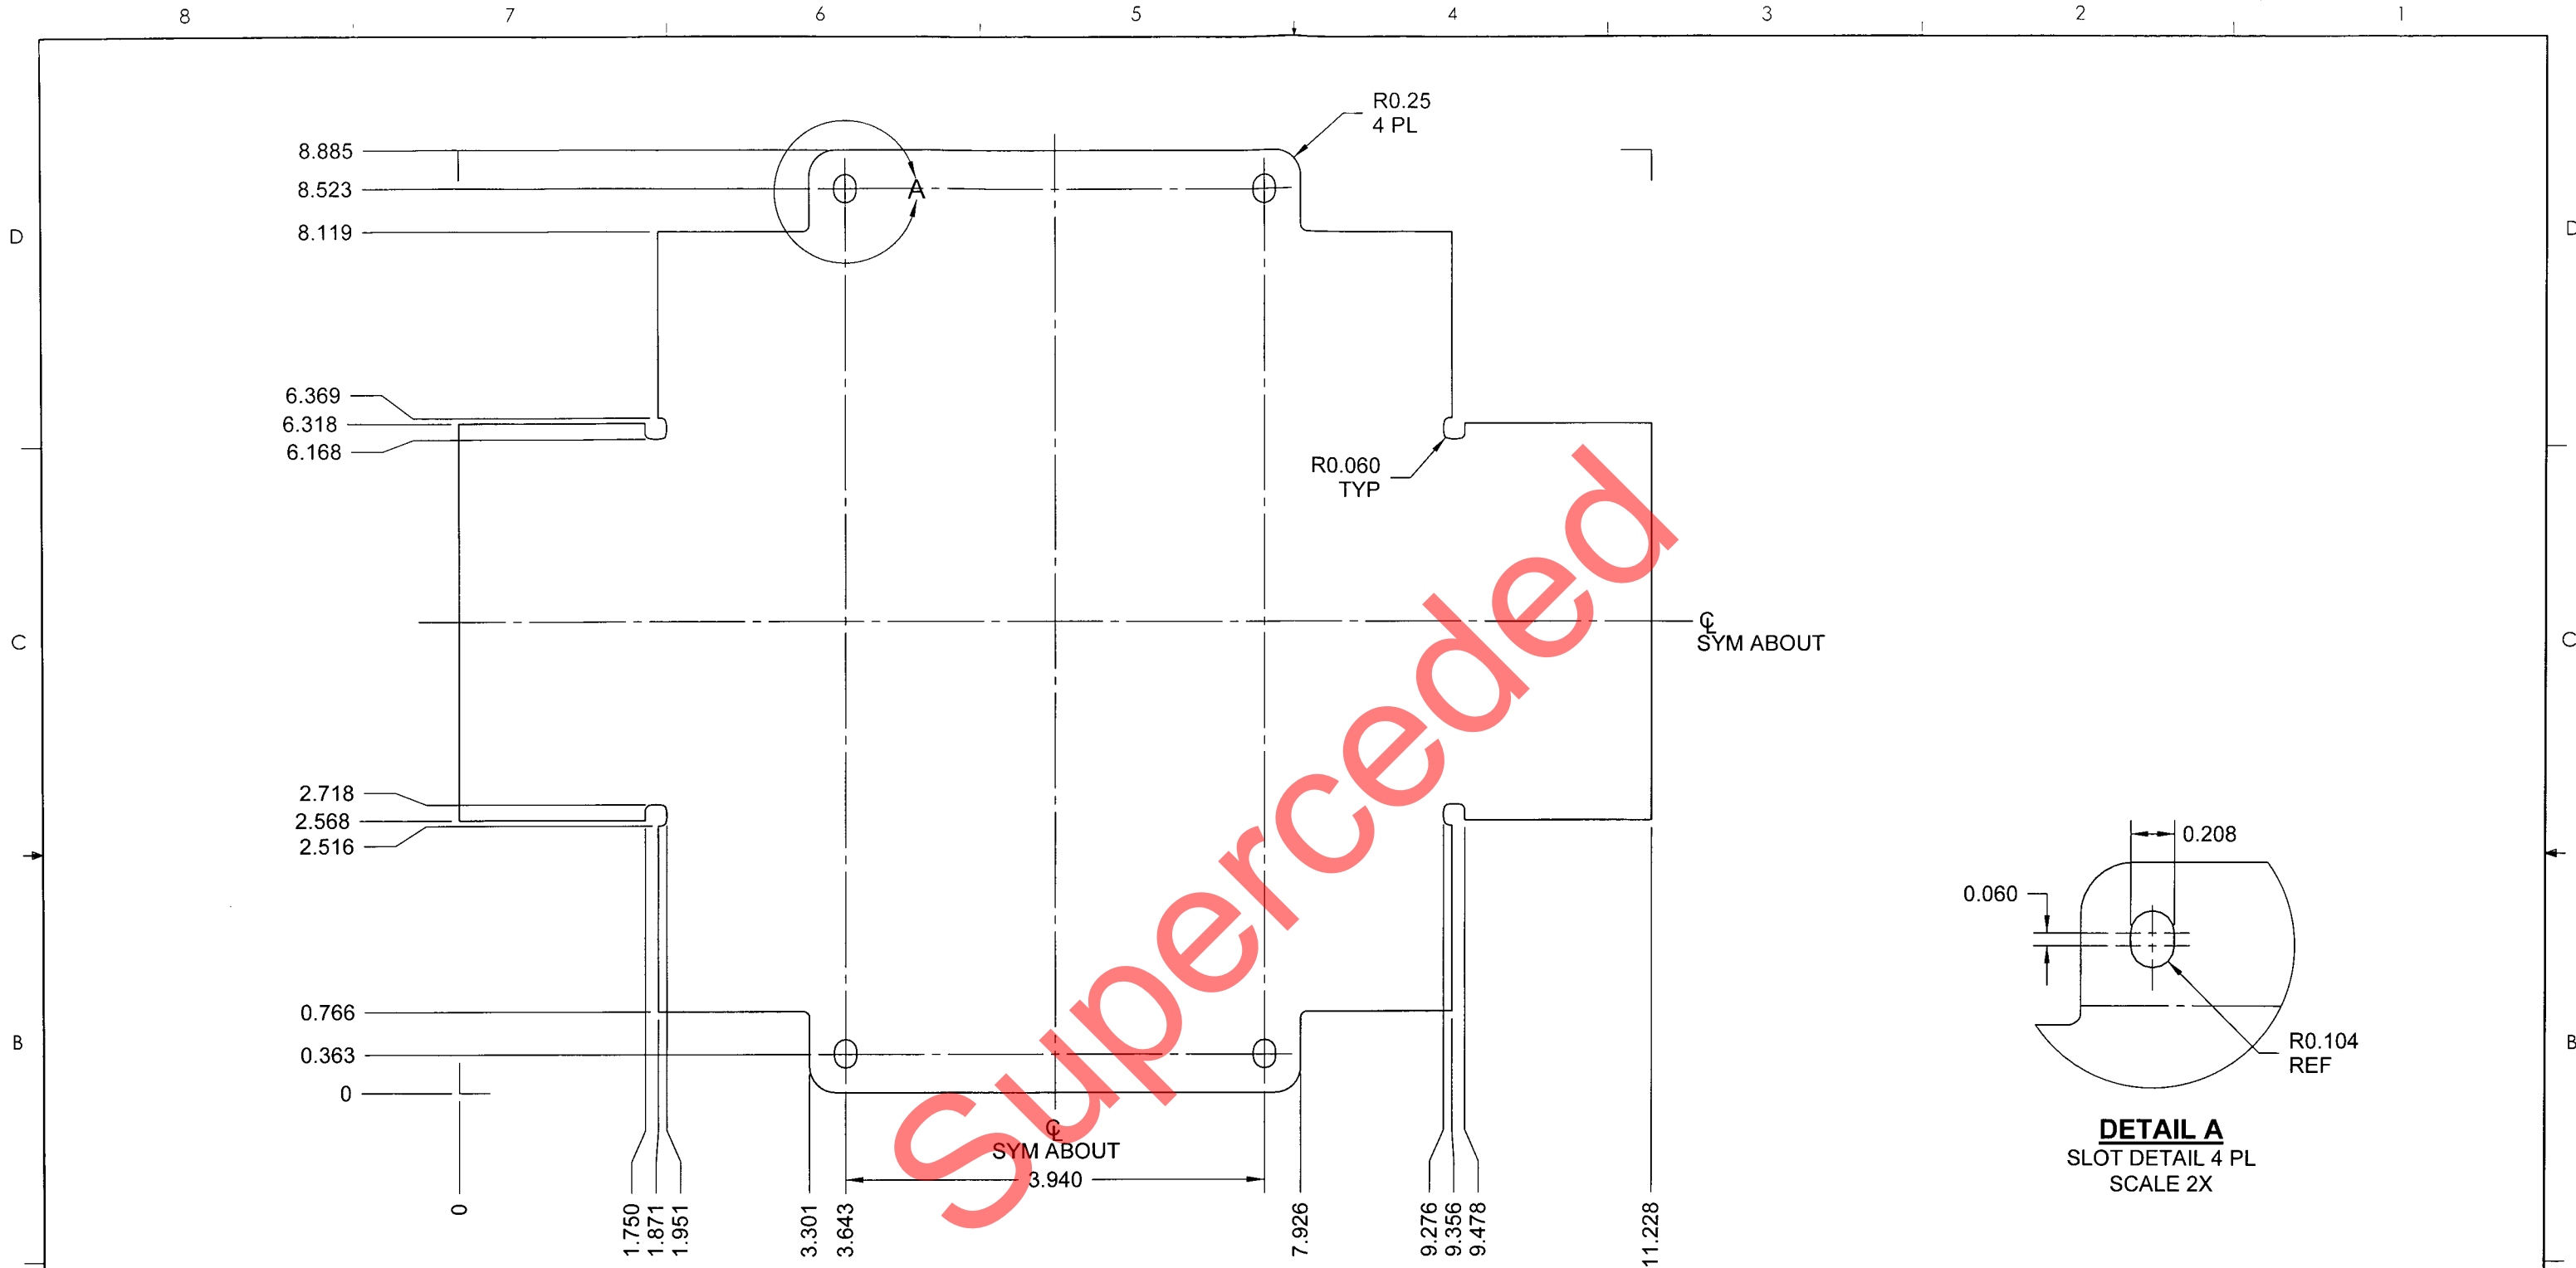 8 7 6 5 4 3 2 1
R0.25
4 PL
8.885
8.523
A
8.119
D D
6.369
6.318
6.168
R0.060
TYP
C C
℄
SYM ABOUT
2.718
2.568
2.516
0.208
0.060
R0.104
REF
0.766
0.363
0
B B
DETAIL A
SLOT DETAIL 4 PL
SCALE 2X
℄
SYM ABOUT
3.940
0
1.750
1.871
1.951
3.301
3.643
7.926
9.276
9.356
9.478
11.228
Superceded